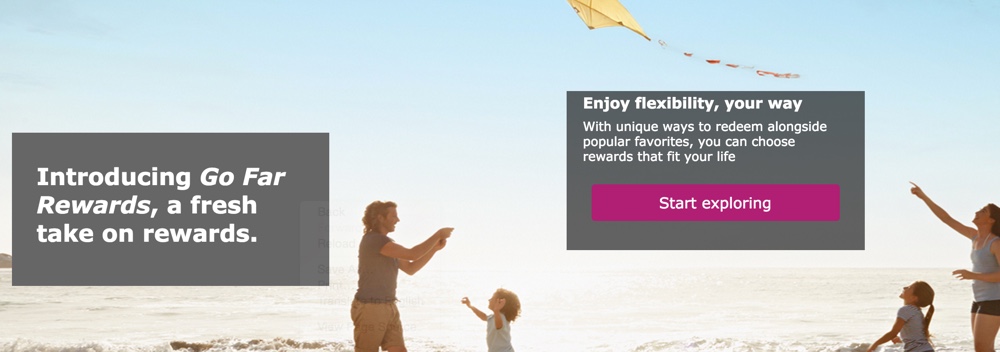 Introducing Go Far
Rewards, a fresh
take on rewards.
Enjoy flexibility, your way
With unique ways to redeem alongside
popular favorites, you can choose
rewards that fit your life
Start exploring